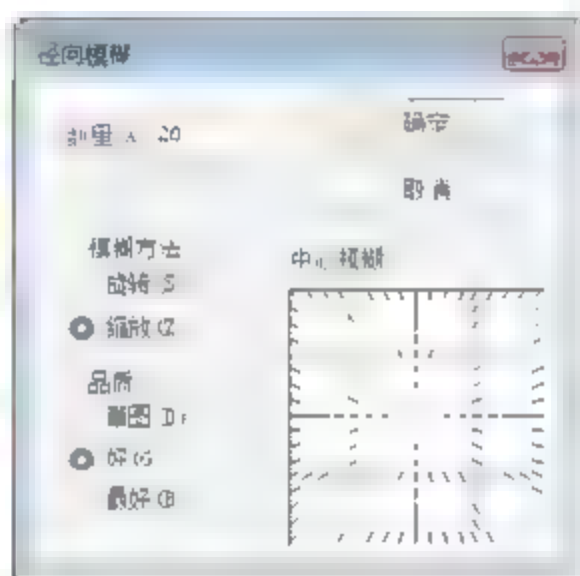 径向模糊
数量 A 20
确定
取消
模糊方法
旋转 S
缩放 (Z
中心模糊
品质
草图 D
好 (G
最好 (B